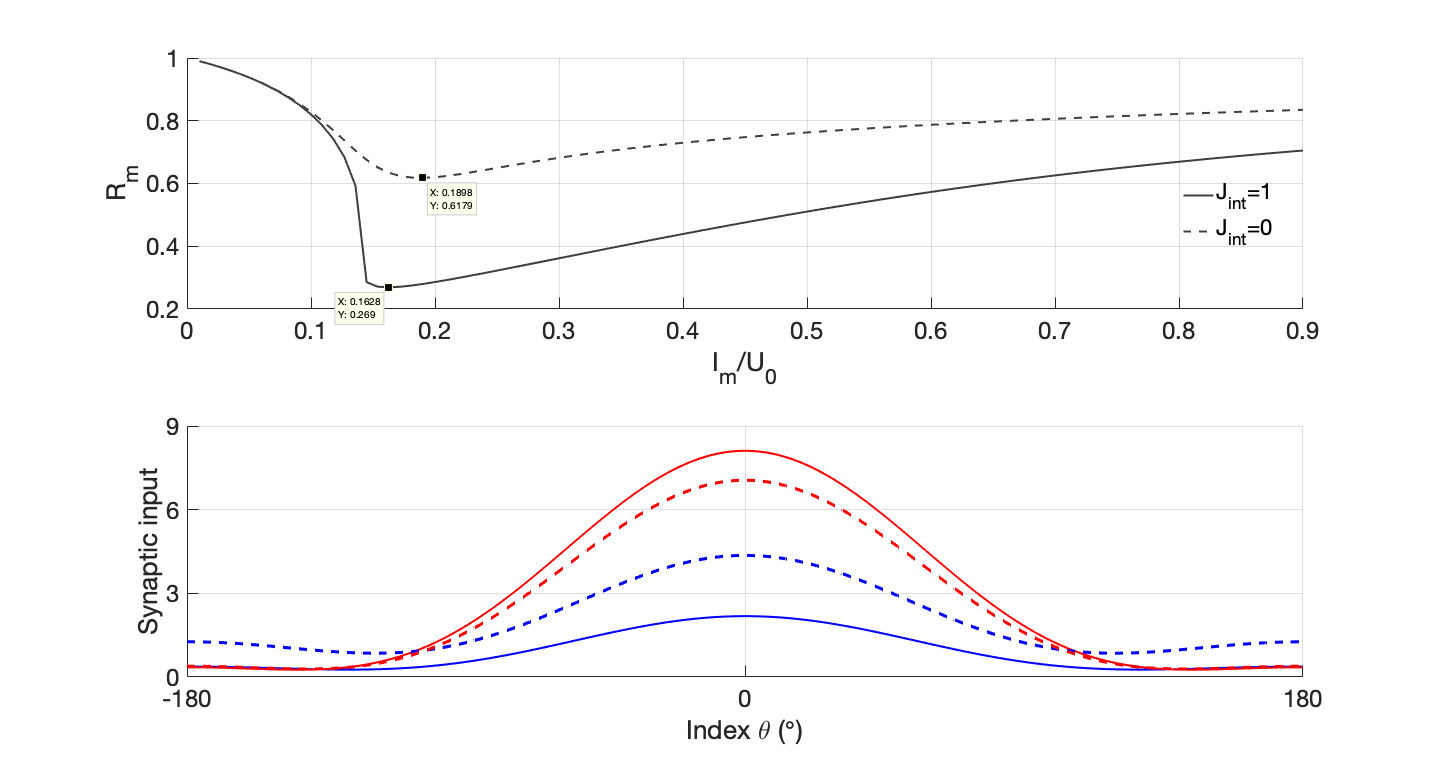 1
0.8
0.6
0.4
0.2
R_m
X: 0.1898
Y: 0.6179
X: 0.1628
Y: 0.269
J_int=1
J_int=0
0 0.1 0.2 0.3 0.4 0.5 0.6 0.7 0.8 0.9
I_m/U_0
9
6
3
0
Synaptic input
-180 0 180
Index θ (°)